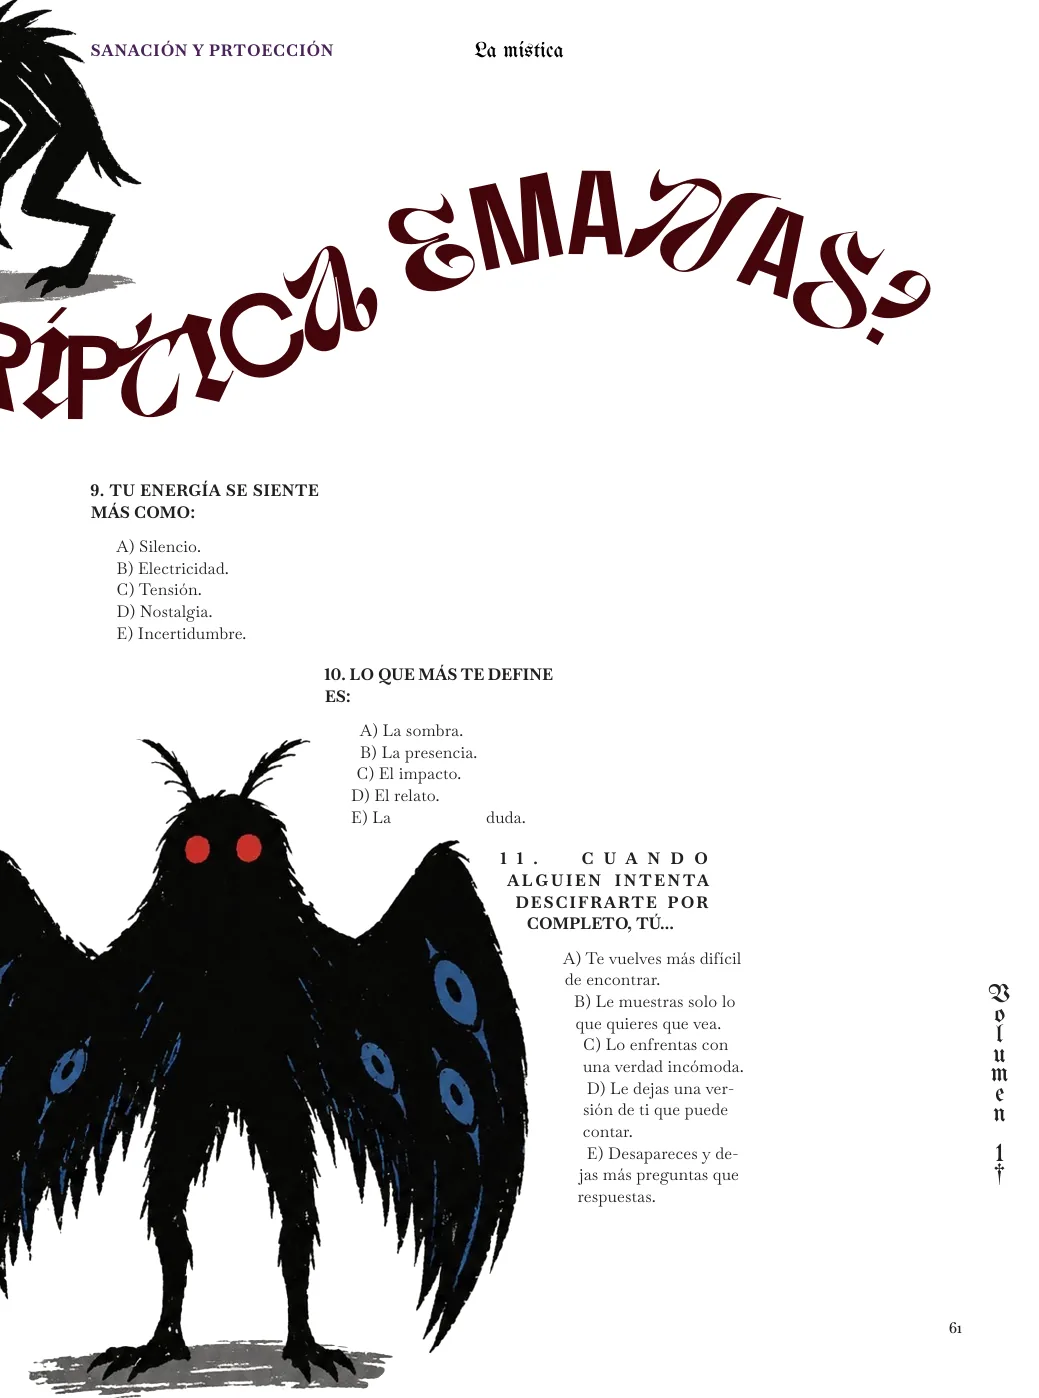 SANACIÓN Y PRTOECCIÓN
La mística
RÍPTICA EMANAS?
9. TU ENERGÍA SE SIENTE
MÁS COMO:
A) Silencio.
B) Electricidad.
C) Tensión.
D) Nostalgia.
E) Incertidumbre.
10. LO QUE MÁS TE DEFINE
ES:
A) La sombra.
B) La presencia.
C) El impacto.
D) El relato.
E) La duda.
11. CUANDO
ALGUIEN INTENTA
DESCIFRARTE POR
COMPLETO, TÚ...
A) Te vuelves más difícil
de encontrar.
B) Le muestras solo lo
que quieres que vea.
C) Lo enfrentas con
una verdad incómoda.
D) Le dejas una ver-
sión de ti que puede
contar.
E) Desapareces y de-
jas más preguntas que
respuestas.
Volumen 1†
61